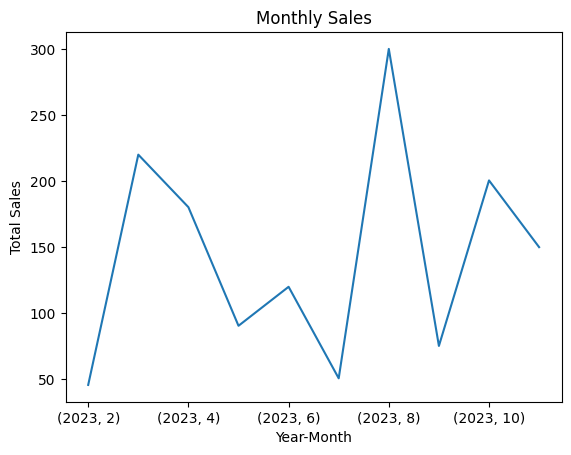 Monthly Sales
300
250
200
150
100
50
Total Sales
(2023, 2) (2023, 4) (2023, 6) (2023, 8) (2023, 10)
Year-Month